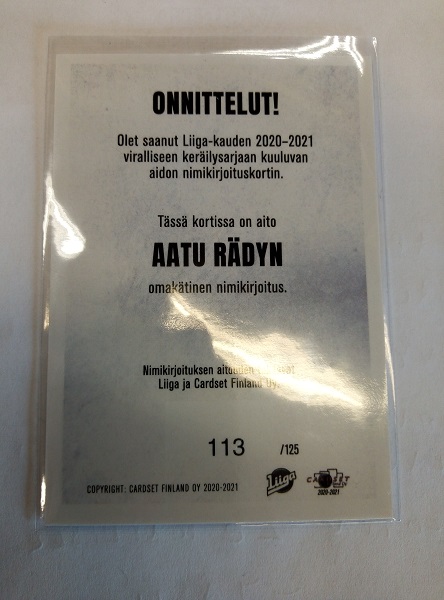 ONNITTELUT!
Olet saanut Liiga-kauden 2020–2021
viralliseen keräilysarjaan kuuluvan
aidon nimikirjoituskortin.
Tässä kortissa on aito
AATU RÄDYN
omakätinen nimikirjoitus.
Nimikirjoituksen
Liiga ja Cardset Finland Oy.
113 /125
COPYRIGHT: CARDSET FINLAND OY 2020-2021
Liiga
CARDSET
2020-2021